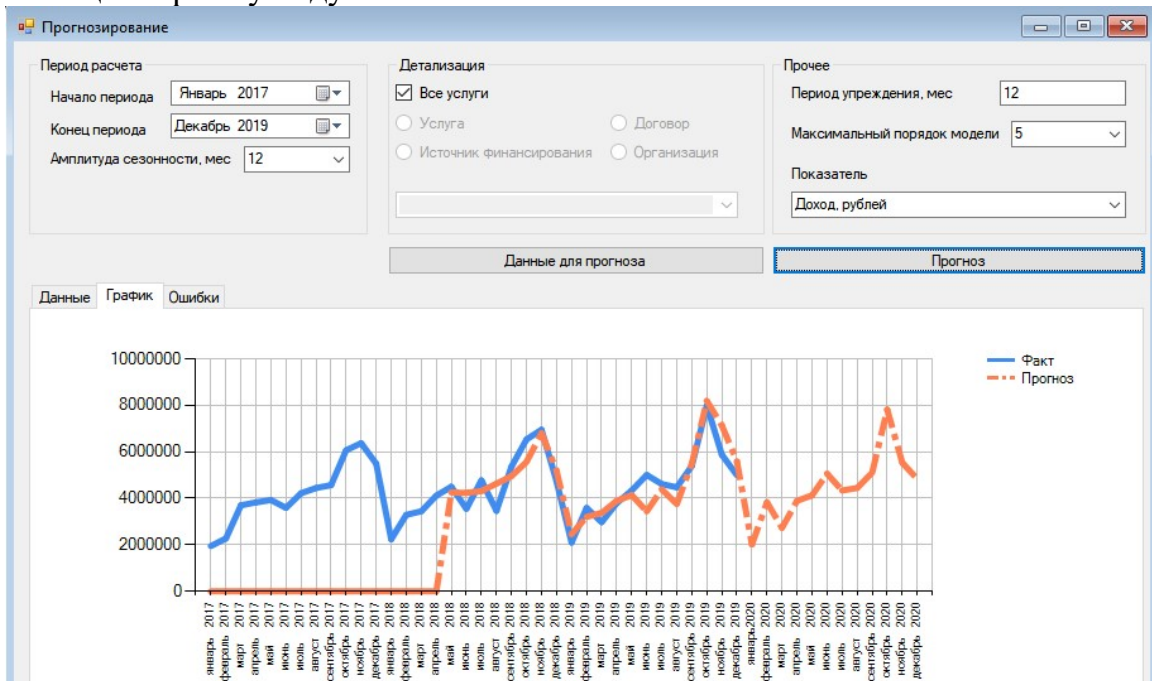 Прогнозирование
Период расчета
Начало периода Январь 2017
Конец периода Декабрь 2019
Амплитуда сезонности, мес 12
Детализация
Все услуги
Услуга Договор
Источник финансирования Организация
Прочее
Период упреждения, мес 12
Максимальный порядок модели 5
Показатель
Доход, рублей
Данные для прогноза Прогноз
Данные График Ошибки
10000000
8000000
6000000
4000000
2000000
0
Факт
Прогноз
январь 2017
февраль 2017
март 2017
апрель 2017
май 2017
июнь 2017
июль 2017
август 2017
сентябрь 2017
октябрь 2017
ноябрь 2017
декабрь 2017
январь 2018
февраль 2018
март 2018
апрель 2018
май 2018
июнь 2018
июль 2018
август 2018
сентябрь 2018
октябрь 2018
ноябрь 2018
декабрь 2018
январь 2019
февраль 2019
март 2019
апрель 2019
май 2019
июнь 2019
июль 2019
август 2019
сентябрь 2019
октябрь 2019
ноябрь 2019
декабрь 2019
январь 2020
февраль 2020
март 2020
апрель 2020
май 2020
июнь 2020
июль 2020
август 2020
сентябрь 2020
октябрь 2020
ноябрь 2020
декабрь 2020